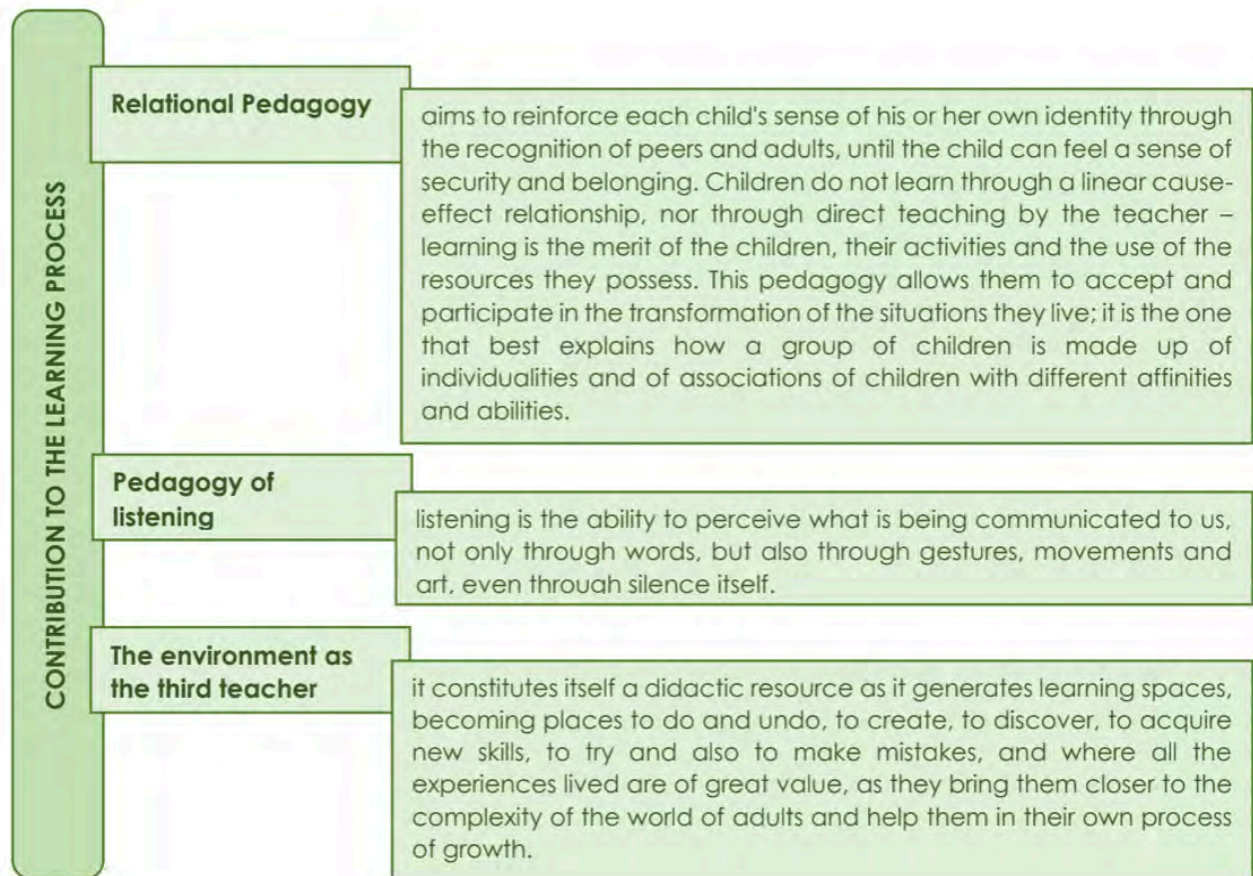 CONTRIBUTION TO THE LEARNING PROCESS
Relational Pedagogy
aims to reinforce each child's sense of his or her own identity through
the recognition of peers and adults, until the child can feel a sense of
security and belonging. Children do not learn through a linear cause-
effect relationship, nor through direct teaching by the teacher –
learning is the merit of the children, their activities and the use of the
resources they possess. This pedagogy allows them to accept and
participate in the transformation of the situations they live; it is the one
that best explains how a group of children is made up of
individualities and of associations of children with different affinities
and abilities.
Pedagogy of
listening
listening is the ability to perceive what is being communicated to us,
not only through words, but also through gestures, movements and
art, even through silence itself.
The environment as
the third teacher
it constitutes itself a didactic resource as it generates learning spaces,
becoming places to do and undo, to create, to discover, to acquire
new skills, to try and also to make mistakes, and where all the
experiences lived are of great value, as they bring them closer to the
complexity of the world of adults and help them in their own process
of growth.